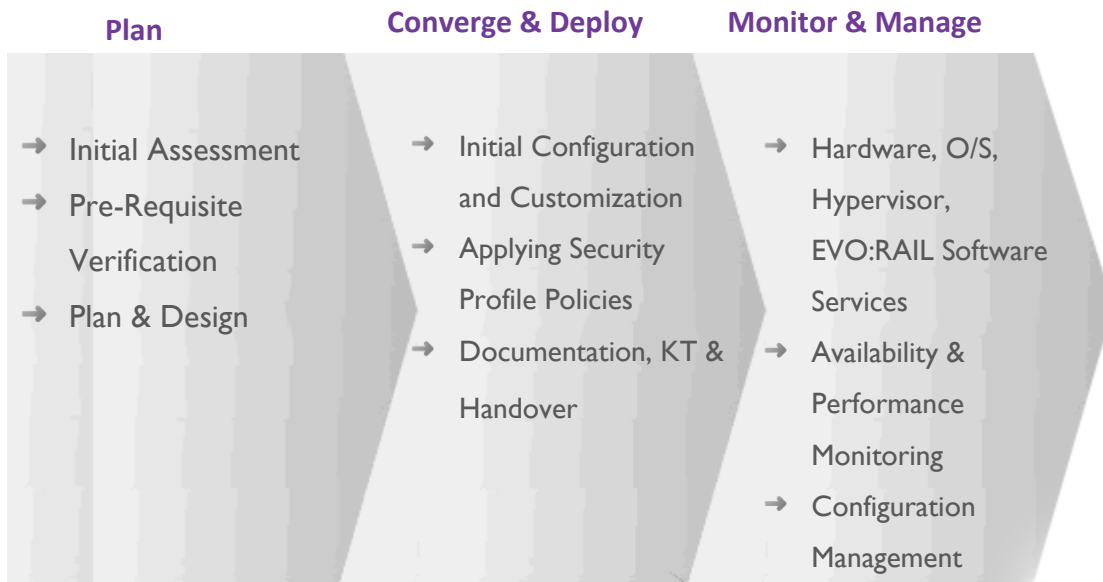 Plan
Initial Assessment
Pre-Requisite
Verification
Plan & Design
Converge & Deploy
Initial Configuration
and Customization
Applying Security
Profile Policies
Documentation, KT &
Handover
Monitor & Manage
Hardware, O/S,
Hypervisor,
EVO:RAIL Software
Services
Availability &
Performance
Monitoring
Configuration
Management